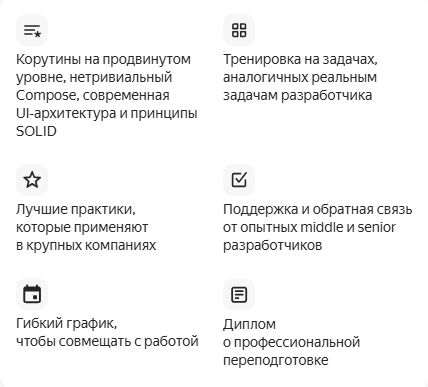 Корутины на продвинутом
уровне, нетривиальный
Compose, современная
UI-архитектура и принципы
SOLID
Тренировка на задачах,
аналогичных реальным
задачам разработчика
Лучшие практики,
которые применяют
в крупных компаниях
Поддержка и обратная связь
от опытных middle и senior
разработчиков
Гибкий график,
чтобы совмещать с работой
Диплом
о профессиональной
переподготовке